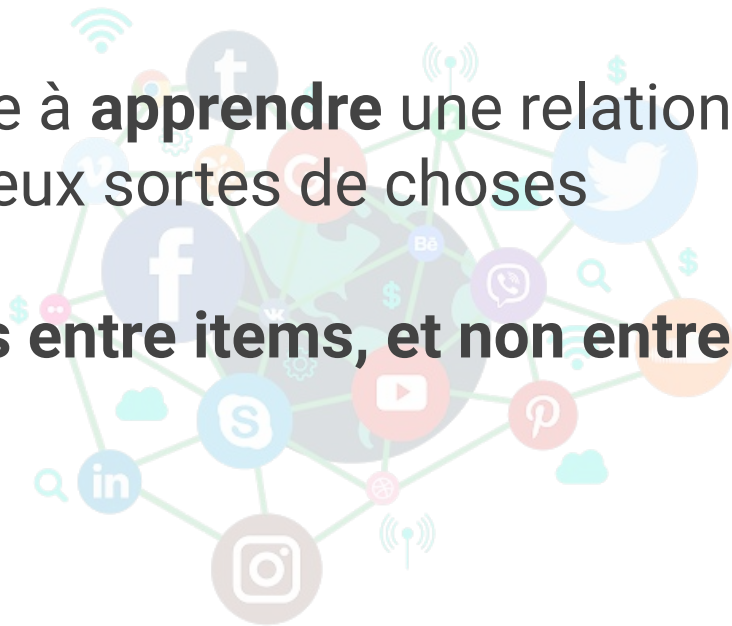 e à apprendre une relation
eux sortes de choses
s entre items, et non entre